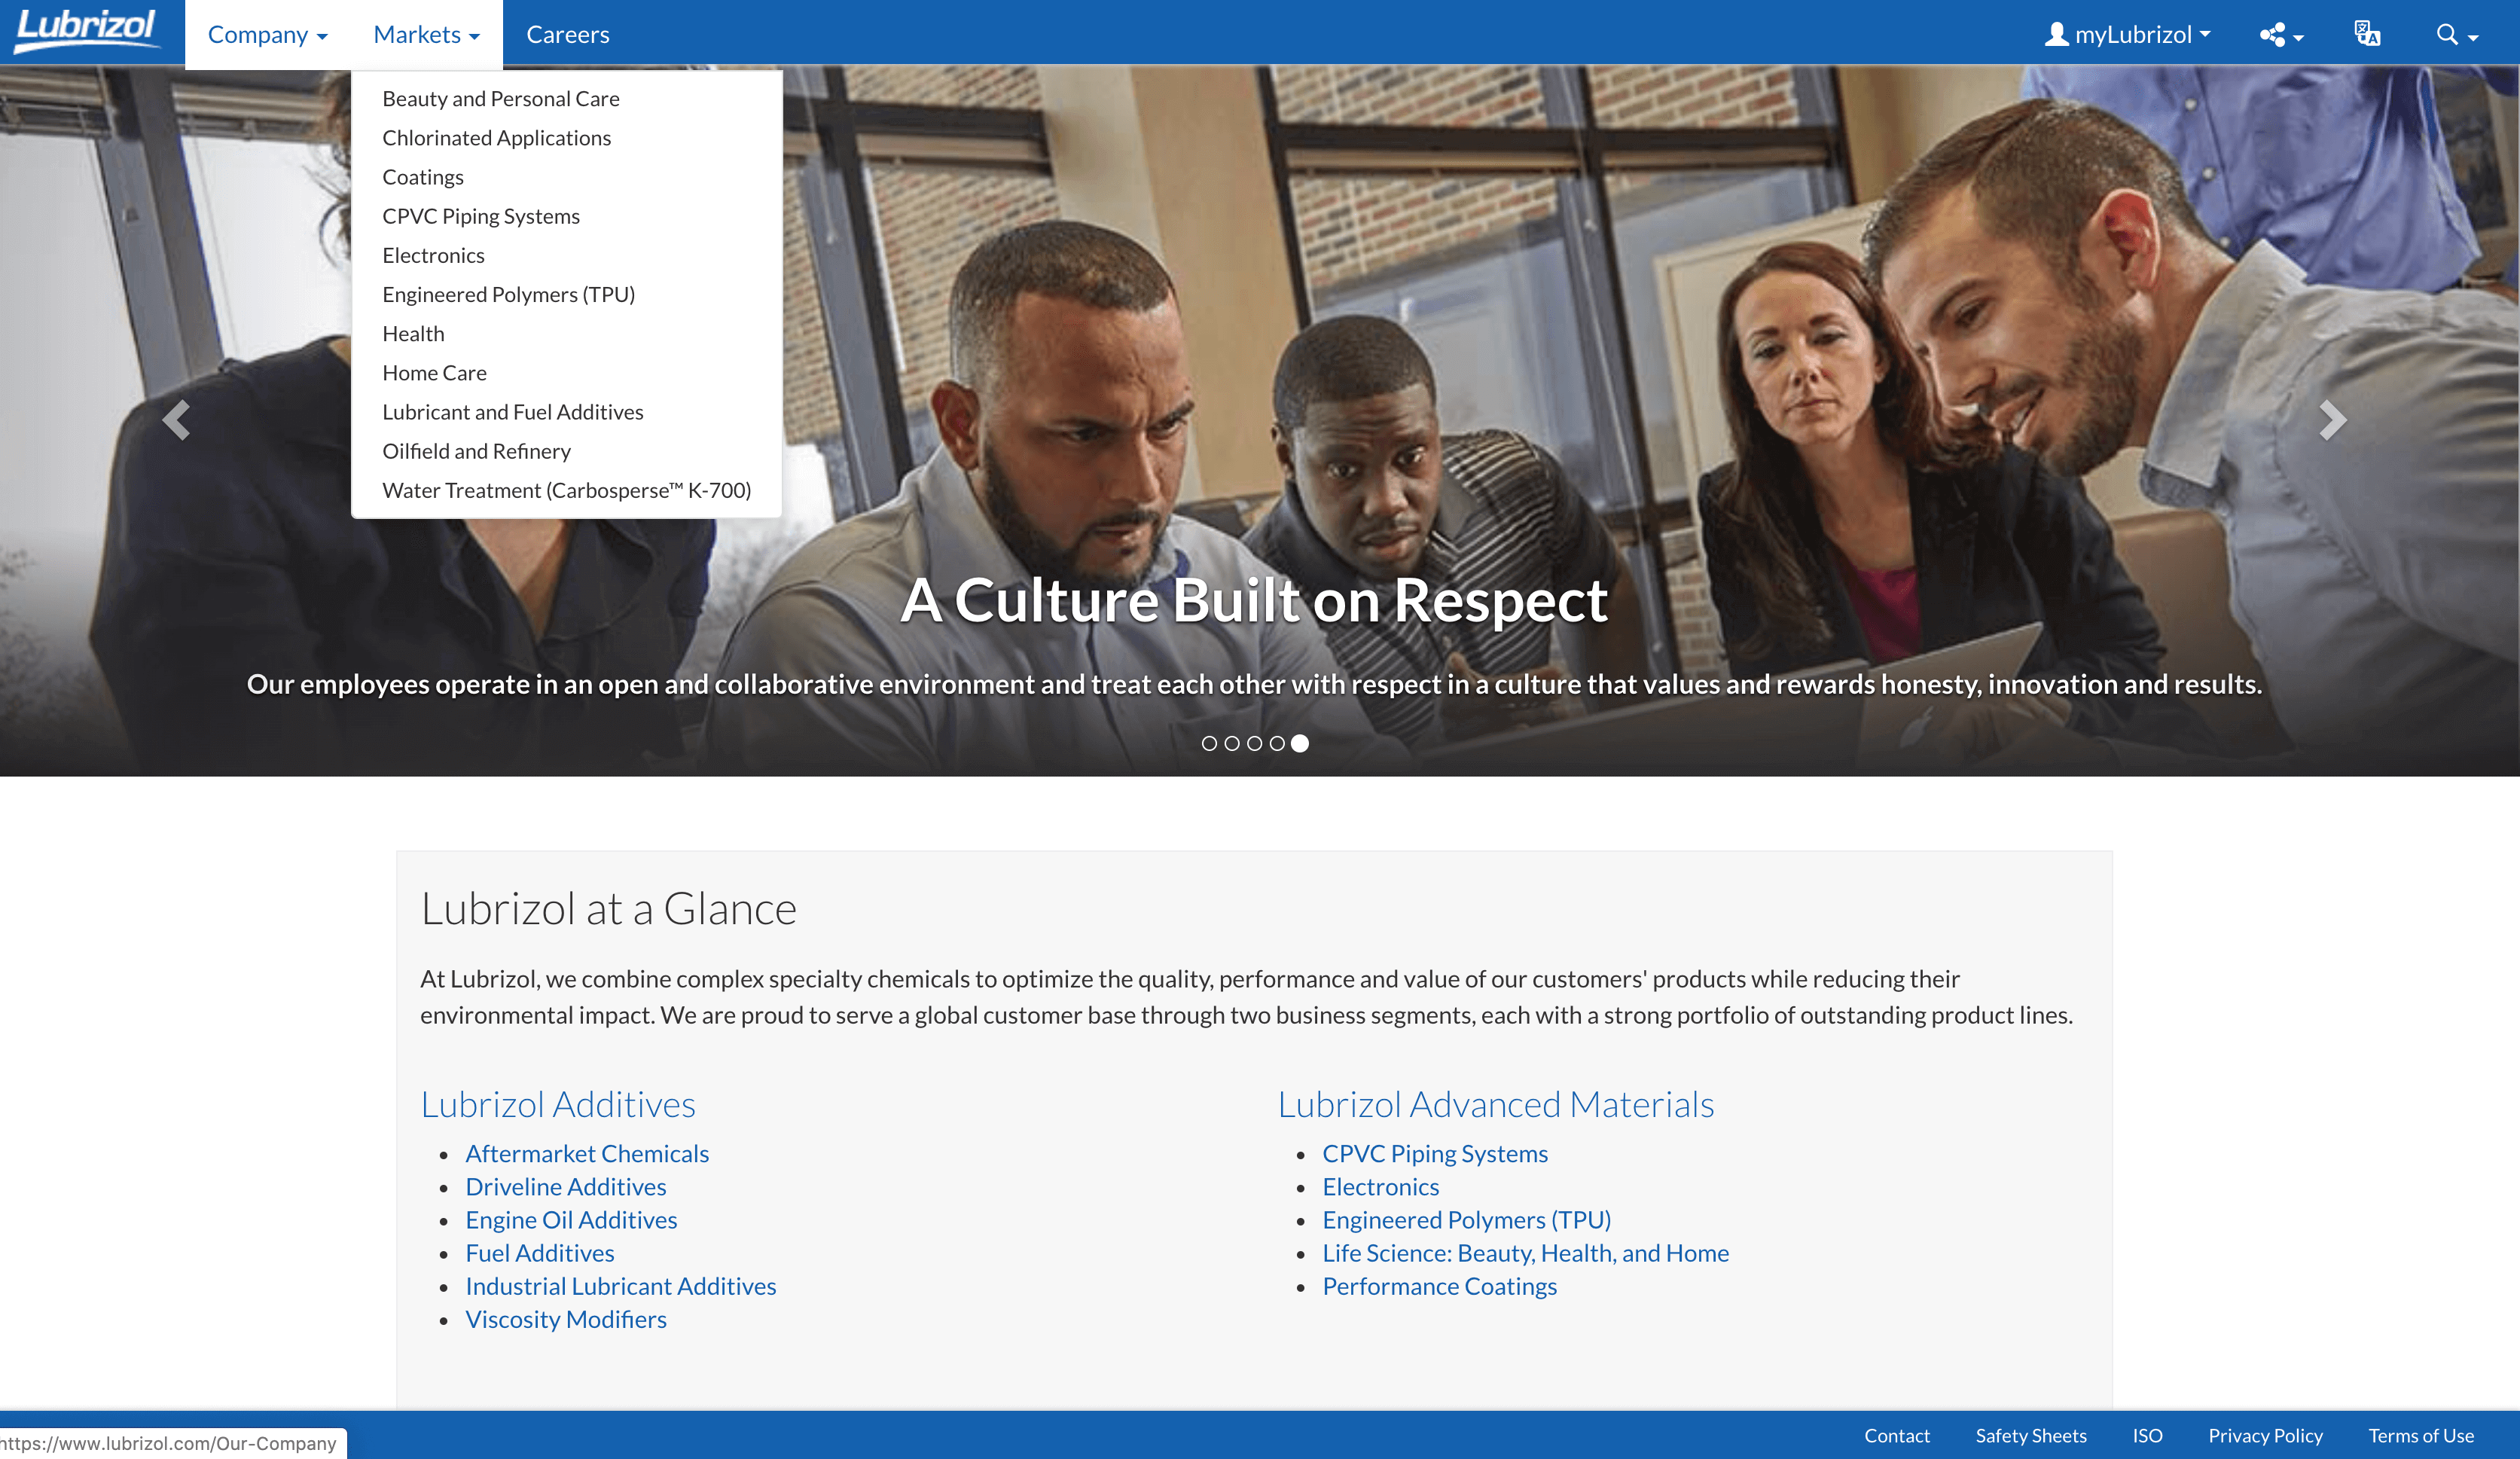 Lubrizol
Company
Markets
Careers
myLubrizol
Beauty and Personal Care
Chlorinated Applications
Coatings
CPVC Piping Systems
Electronics
Engineered Polymers (TPU)
Health
Home Care
Lubricant and Fuel Additives
Oilfield and Refinery
Water Treatment (Carbosperse™ K-700)
A Culture Built on Respect
Our employees operate in an open and collaborative environment and treat each other with respect in a culture that values and rewards honesty, innovation and results.
Lubrizol at a Glance
At Lubrizol, we combine complex specialty chemicals to optimize the quality, performance and value of our customers' products while reducing their
environmental impact. We are proud to serve a global customer base through two business segments, each with a strong portfolio of outstanding product lines.
Lubrizol Additives
Aftermarket Chemicals
Driveline Additives
Engine Oil Additives
Fuel Additives
Industrial Lubricant Additives
Viscosity Modifiers
Lubrizol Advanced Materials
CPVC Piping Systems
Electronics
Engineered Polymers (TPU)
Life Science: Beauty, Health, and Home
Performance Coatings
https://www.lubrizol.com/Our-Company
Contact
Safety Sheets
ISO
Privacy Policy
Terms of Use